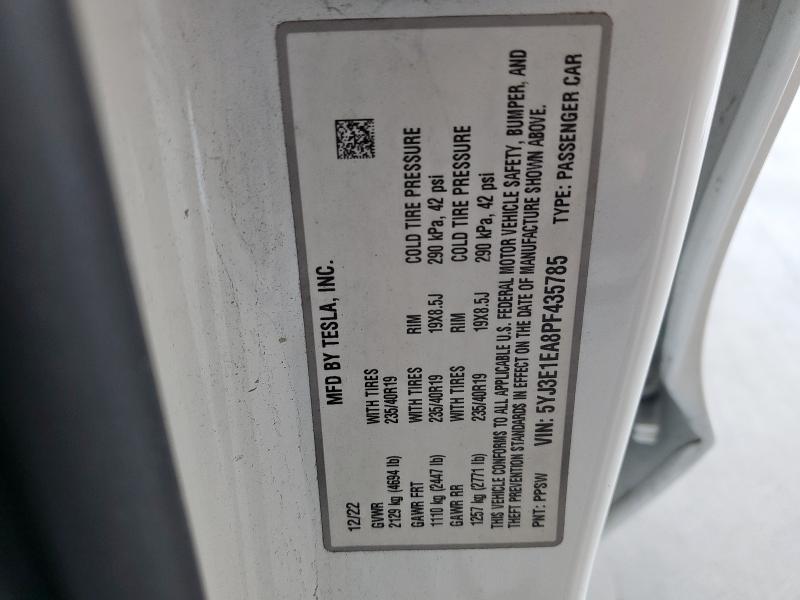 MFD BY TESLA, INC.
12/22
GVWR WITH TIRES
2129 kg (4694 lb) 235/40R19
GAWR FRT WITH TIRES RIM COLD TIRE PRESSURE
1110 kg (2447 lb) 235/40R19 19X8.5J 290 kPa, 42 psi
GAWR RR WITH TIRES RIM COLD TIRE PRESSURE
1257 kg (2771 lb) 235/40R19 19X8.5J 290 kPa, 42 psi
THIS VEHICLE CONFORMS TO ALL APPLICABLE U.S. FEDERAL MOTOR VEHICLE SAFETY, BUMPER, AND
THEFT PREVENTION STANDARDS IN EFFECT ON THE DATE OF MANUFACTURE SHOWN ABOVE.
PNT: PPSW VIN: 5YJ3E1EA8PF435785 TYPE: PASSENGER CAR